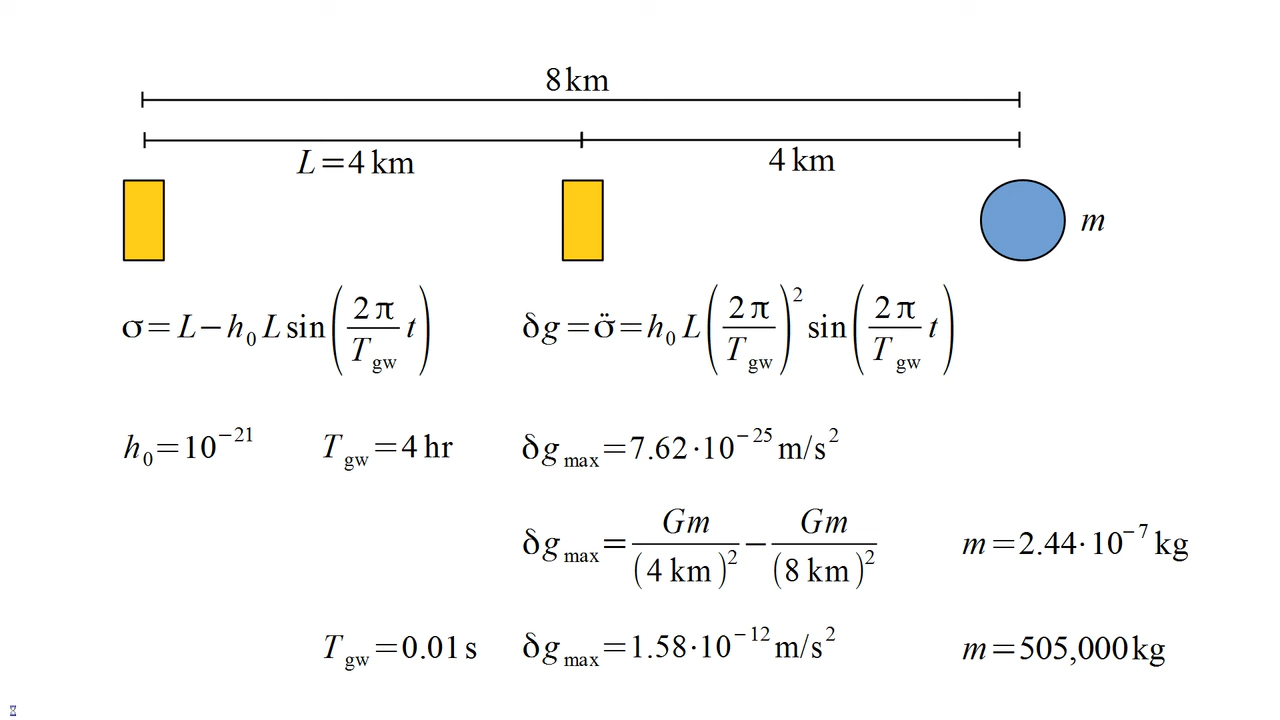 8 km
L=4 km 4 km
m
σ=L−h₀ L sin(2π/T_gw t) δg=σ̈=h₀ L(2π/T_gw)² sin(2π/T_gw t)
h₀=10⁻²¹ T_gw=4 hr δg_max=7.62·10⁻²⁵ m/s²
δg_max=Gm/(4 km)²−Gm/(8 km)² m=2.44·10⁻⁷ kg
T_gw=0.01 s δg_max=1.58·10⁻¹² m/s² m=505,000 kg